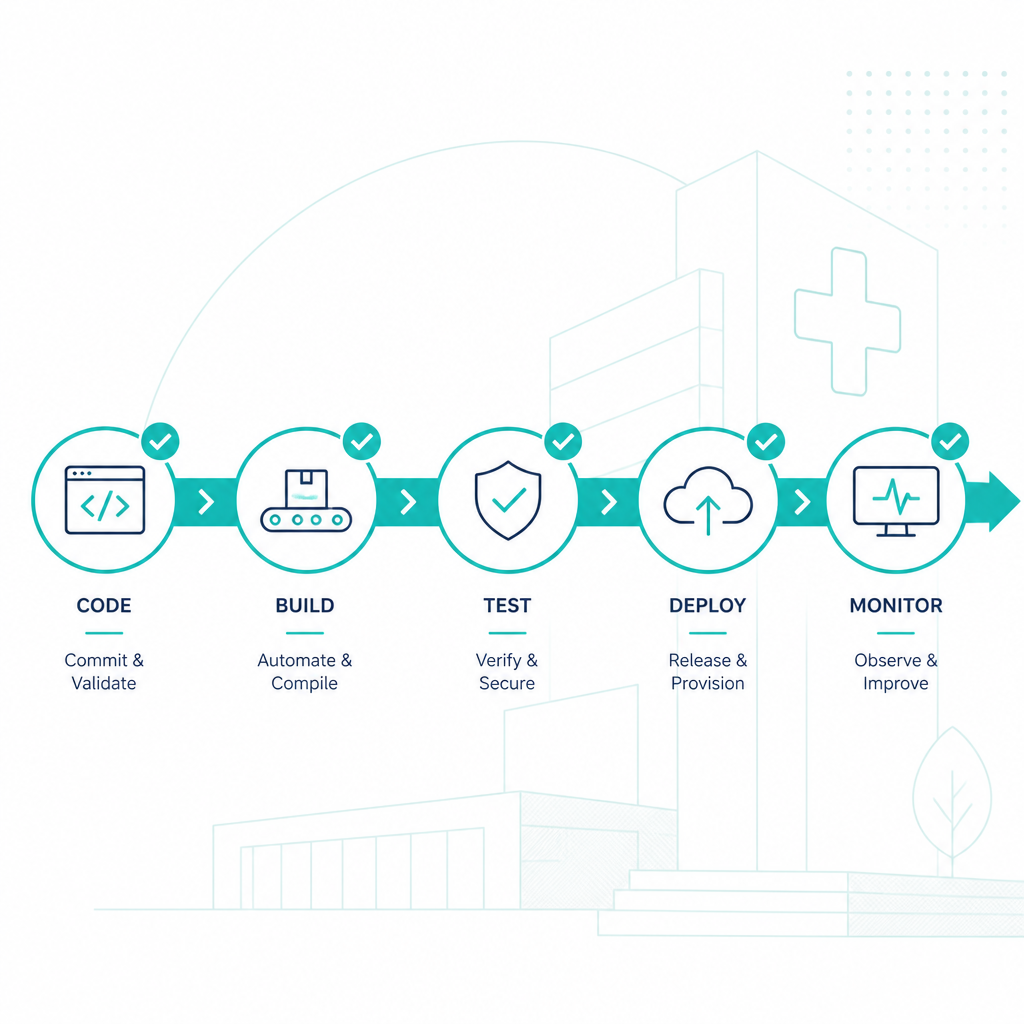 CODE
Commit &
Validate
BUILD
Automate &
Compile
TEST
Verify &
Secure
DEPLOY
Release &
Provision
MONITOR
Observe &
Improve